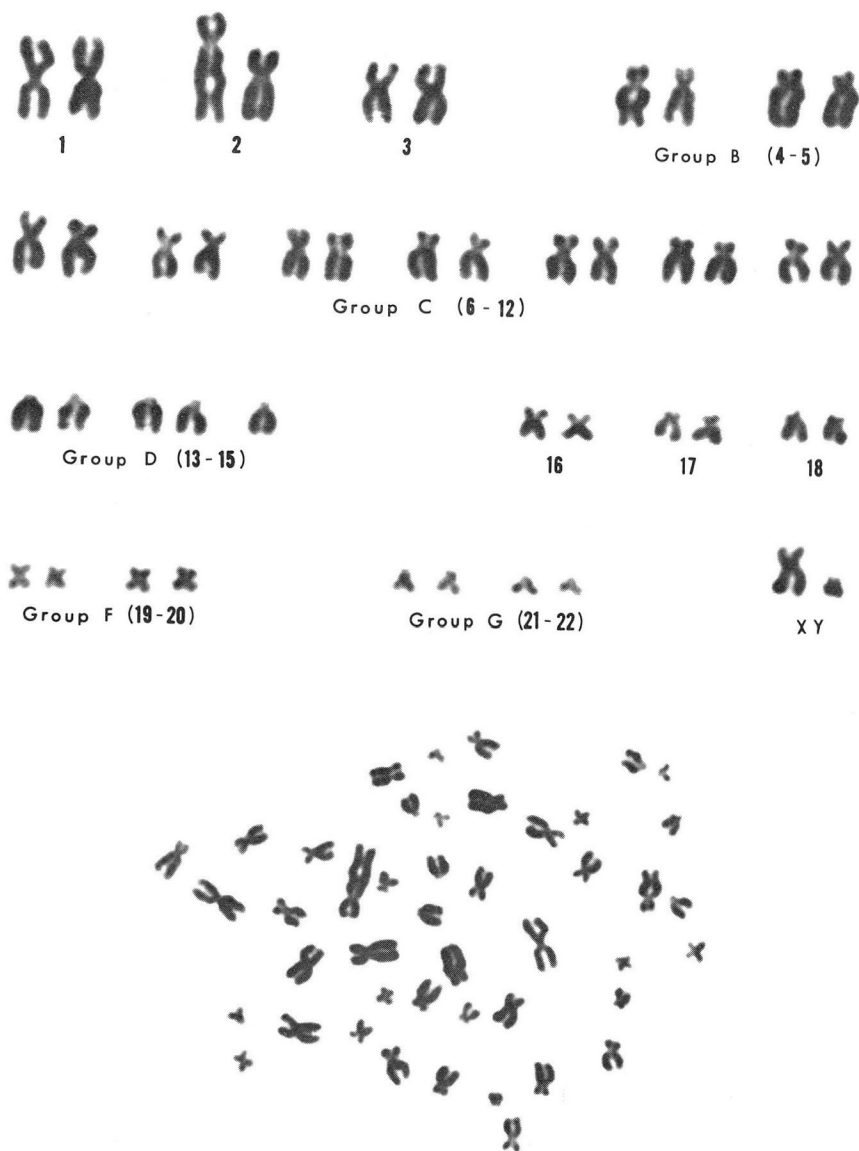 1 2 3 Group B (4-5)
Group C (6-12)
Group D (13-15) 16 17 18
Group F (19-20) Group G (21-22) X Y